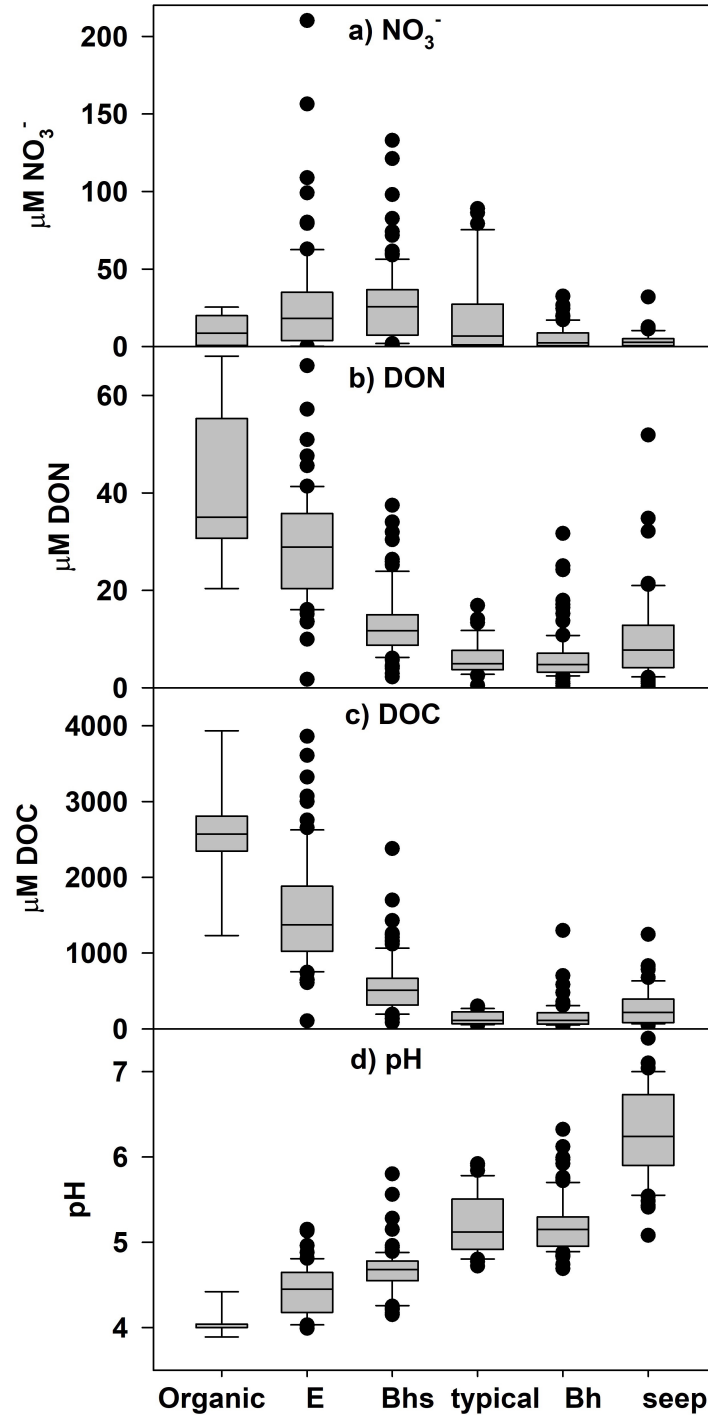 a) NO₃⁻
200
150
100
50
0
μM NO₃⁻
b) DON
60
40
20
0
μM DON
c) DOC
4000
3000
2000
1000
0
μM DOC
d) pH
7
6
5
4
pH
Organic E Bhs typical Bh seep